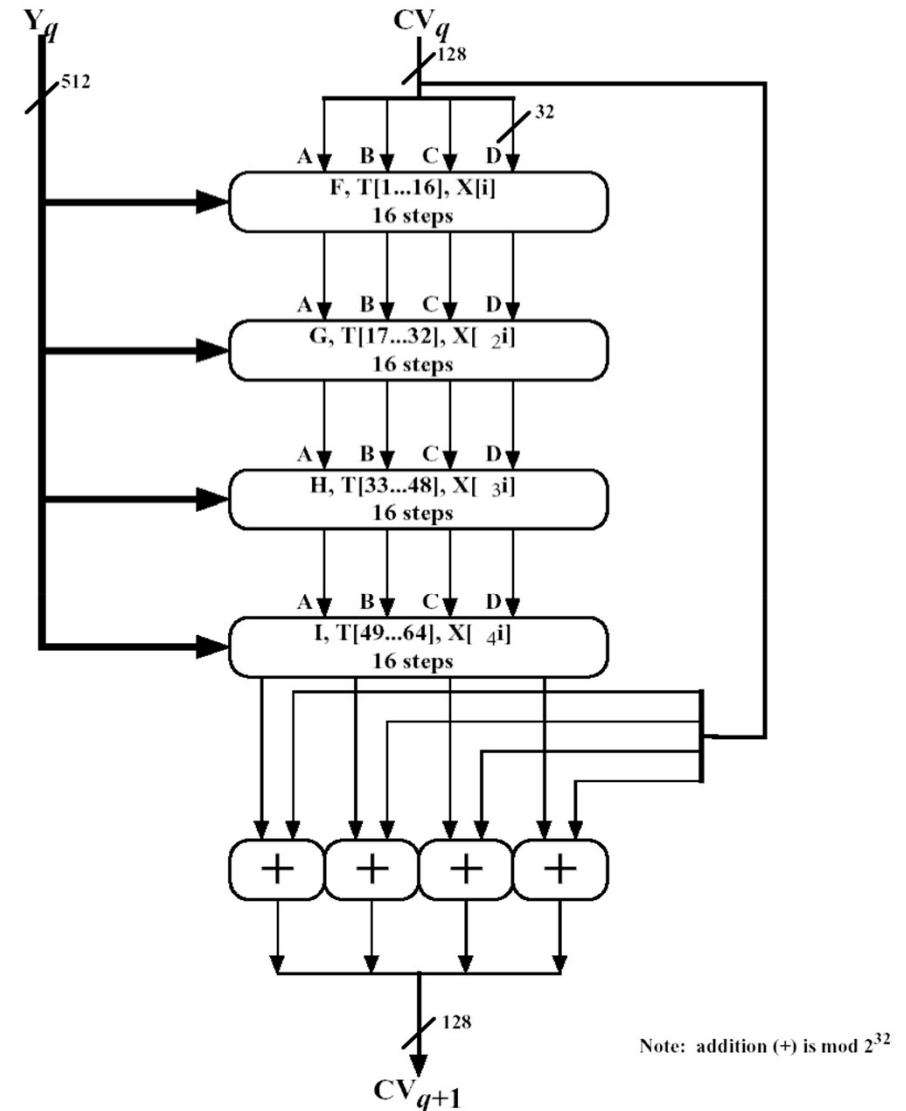 Yq CVq
128
512
32
A B C D
F, T[1...16], X[i]
16 steps
A B C D
G, T[17...32], X[ 2i]
16 steps
A B C D
H, T[33...48], X[ 3i]
16 steps
A B C D
I, T[49...64], X[ 4i]
16 steps
+ + + +
128
Note: addition (+) is mod 2^32
CVq+1